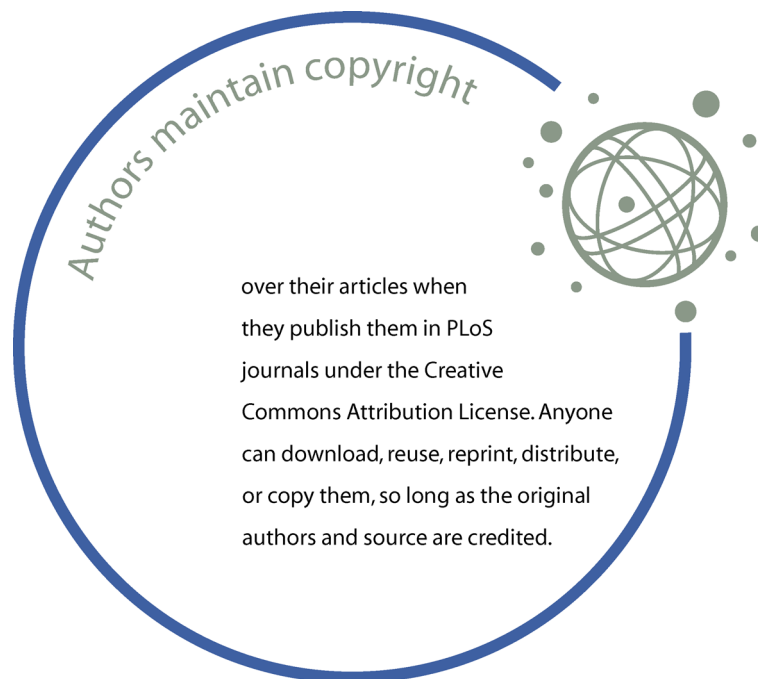 Authors maintain copyright
over their articles when
they publish them in PLoS
journals under the Creative
Commons Attribution License. Anyone
can download, reuse, reprint, distribute,
or copy them, so long as the original
authors and source are credited.